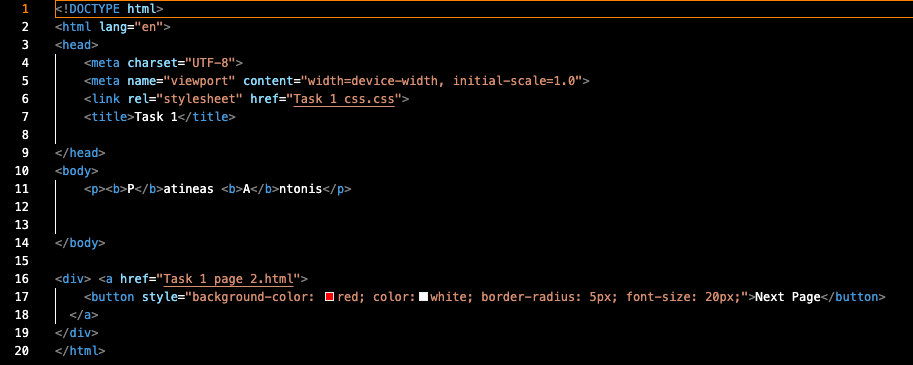 1 <!DOCTYPE html>
2 <html lang="en">
3 <head>
4     <meta charset="UTF-8">
5     <meta name="viewport" content="width=device-width, initial-scale=1.0">
6     <link rel="stylesheet" href="Task 1 css.css">
7     <title>Task 1</title>
8
9 </head>
10 <body>
11     <p><b>P</b>atineas <b>A</b>ntonis</p>
12
13
14 </body>
15
16 <div> <a href="Task 1 page 2.html">
17     <button style="background-color: red; color:white; border-radius: 5px; font-size: 20px;">Next Page</button>
18   </a>
19 </div>
20 </html>